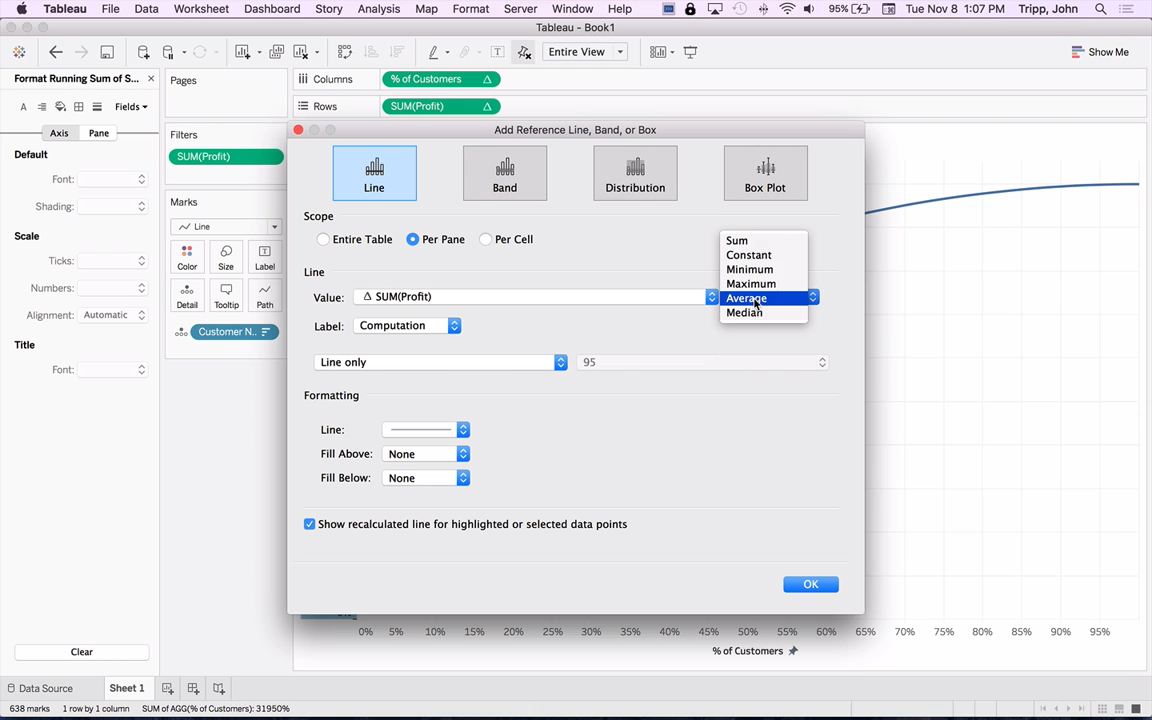 Tableau File Data Worksheet Dashboard Story Analysis Map Format Server Window Help 95% Tue Nov 8 1:07 PM Tripp, John
Tableau - Book1
Entire View Show Me
Format Running Sum of S... Pages Columns % of Customers
Fields Rows SUM(Profit)
Axis Pane Filters Add Reference Line, Band, or Box
Default SUM(Profit)
Font: Line Band Distribution Box Plot
Shading: Marks
Scope
Line
Scale Entire Table Per Pane Per Cell Sum
Ticks: Color Size Label Constant
Line Minimum
Numbers: Maximum
Detail Tooltip Path Value: SUM(Profit) Average
Alignment: Automatic Median
Customer N.. Label: Computation
Title
Font: Line only 95
Formatting
Line:
Fill Above: None
Fill Below: None
Show recalculated line for highlighted or selected data points
OK
0% 5% 10% 15% 20% 25% 30% 35% 40% 45% 50% 55% 60% 65% 70% 75% 80% 85% 90% 95%
Clear % of Customers
Data Source Sheet 1
638 marks 1 row by 1 column SUM of AGG(% of Customers): 31950%